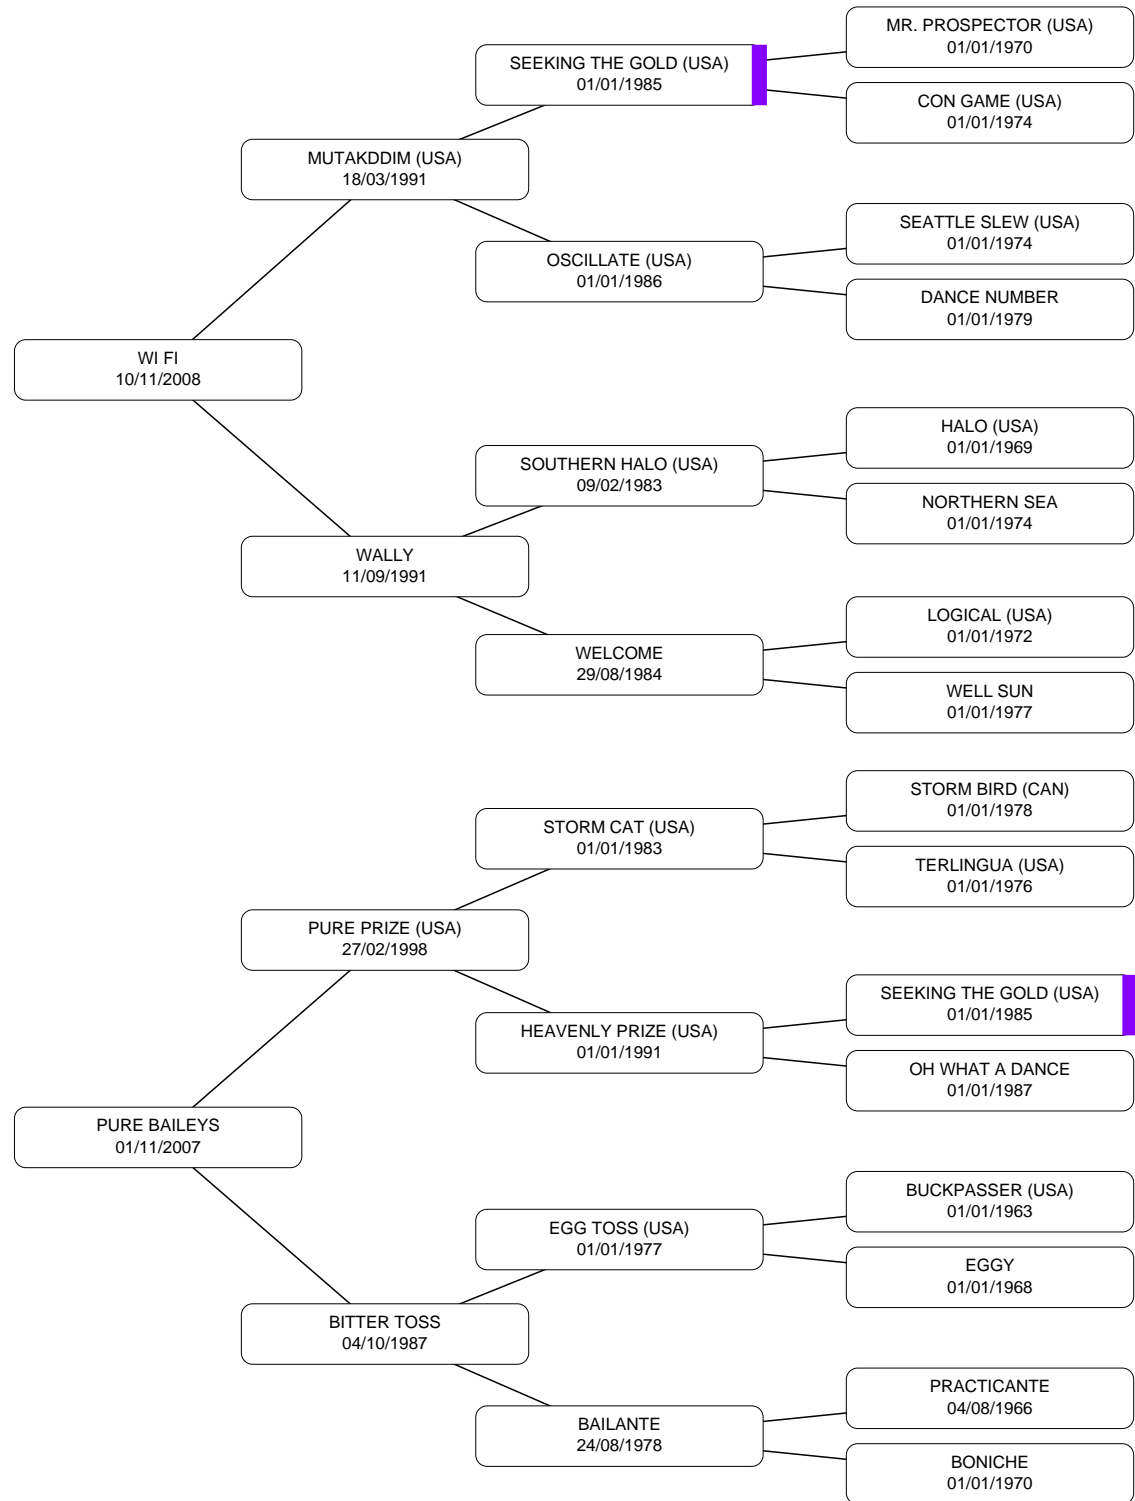 MR. PROSPECTOR (USA)
01/01/1970
SEEKING THE GOLD (USA)
01/01/1985
CON GAME (USA)
01/01/1974
MUTAKDDIM (USA)
18/03/1991
SEATTLE SLEW (USA)
01/01/1974
OSCILLATE (USA)
01/01/1986
DANCE NUMBER
01/01/1979
WI FI
10/11/2008
HALO (USA)
01/01/1969
SOUTHERN HALO (USA)
09/02/1983
NORTHERN SEA
01/01/1974
WALLY
11/09/1991
LOGICAL (USA)
01/01/1972
WELCOME
29/08/1984
WELL SUN
01/01/1977
STORM BIRD (CAN)
01/01/1978
STORM CAT (USA)
01/01/1983
TERLINGUA (USA)
01/01/1976
PURE PRIZE (USA)
27/02/1998
SEEKING THE GOLD (USA)
01/01/1985
HEAVENLY PRIZE (USA)
01/01/1991
OH WHAT A DANCE
01/01/1987
PURE BAILEYS
01/11/2007
BUCKPASSER (USA)
01/01/1963
EGG TOSS (USA)
01/01/1977
EGGY
01/01/1968
BITTER TOSS
04/10/1987
PRACTICANTE
04/08/1966
BAILANTE
24/08/1978
BONICHE
01/01/1970